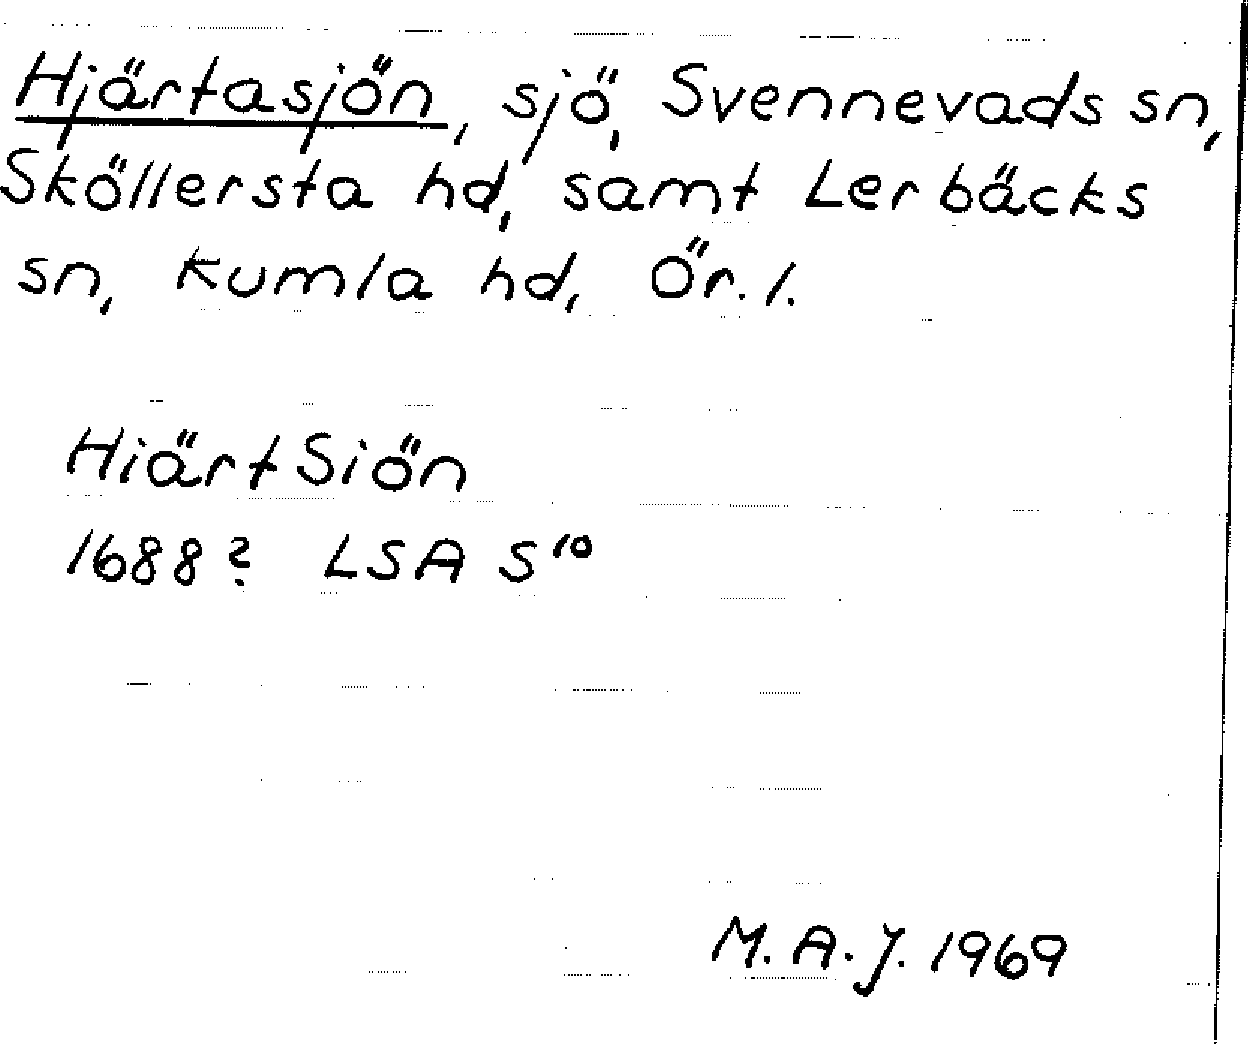 Hjärtasjön, sjö, Svennevads sn,
Sköllersta hd, samt Lerbäcks
sn, Kumla hd, Ör. l.
HiärtSiön
1688? LSA S¹⁰
M. A. J. 1969